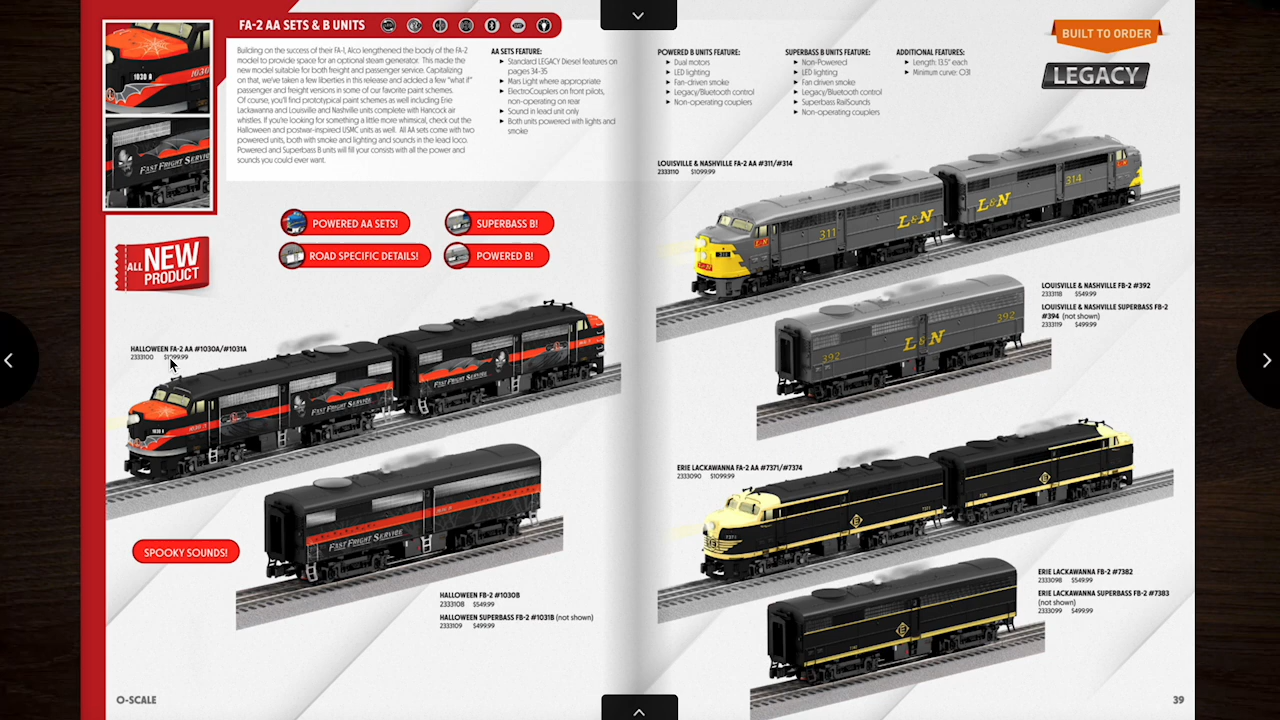 FA-2 AA SETS & B UNITS
Building on the success of their FA-1, Alco lengthened the body of the FA-2
model to provide space for an optional steam generator. This made the
new model suitable for both freight and passenger service. Capitalizing
on that, we've taken a few liberties in this release and added a few "what if"
passenger and freight versions in some of our favorite paint schemes.
Of course, you'll find prototypical paint schemes as well including Erie
Lackawanna and Louisville and Nashville units complete with Hancock air
whistles. If you're looking for something a little more whimsical, check out the
Halloween and postwar-inspired USMC units as well. All AA sets come with two
powered units, both with smoke and lighting and sounds in the lead loco.
Powered and Superbass B units will fill your consists with all the power and
sounds you could ever want.
AA SETS FEATURE:
Standard LEGACY Diesel features on
pages 34-35
Mars Light where appropriate
ElectroCouplers on front pilots,
non-operating on rear
Sound in lead unit only
Both units powered with lights and
smoke
POWERED AA SETS!
SUPERBASS B!
ROAD SPECIFIC DETAILS!
POWERED B!
ALL NEW
PRODUCT
HALLOWEEN FA-2 AA #1030A/#1031A
2333100
1030 A
FAST FREIGHT SERVICE
FAST FREIGHT SERVICE
FAST FREIGHT SERVICE
FAST FREIGHT SERVICE
SPOOKY SOUNDS!
HALLOWEEN FB-2 #1030B
2333108 $549.99
HALLOWEEN SUPERBASS FB-2 #1031B (not shown)
2333109 $499.99
O-SCALE
POWERED B UNITS FEATURE:
Dual motors
LED lighting
Fan-driven smoke
Legacy/Bluetooth control
Non-operating couplers
SUPERBASS B UNITS FEATURE:
Non-Powered
LED lighting
Fan driven smoke
Legacy/Bluetooth control
Superbass RailSounds
Non-operating couplers
ADDITIONAL FEATURES:
Length: 13.5" each
Minimum curve: O31
BUILT TO ORDER
LEGACY
LOUISVILLE & NASHVILLE FA-2 AA #311/#314
2333110 $1099.99
311
L&N
L&N
314
LOUISVILLE & NASHVILLE FB-2 #392
2333118 $549.99
LOUISVILLE & NASHVILLE SUPERBASS FB-2
#394 (not shown)
2333119 $499.99
392
L&N
392
ERIE LACKAWANNA FA-2 AA #7371/#7374
2333090 $1099.99
ERIE LACKAWANNA FB-2 #7382
2333098 $549.99
ERIE LACKAWANNA SUPERBASS FB-2 #7383
(not shown)
2333099 $499.99
39